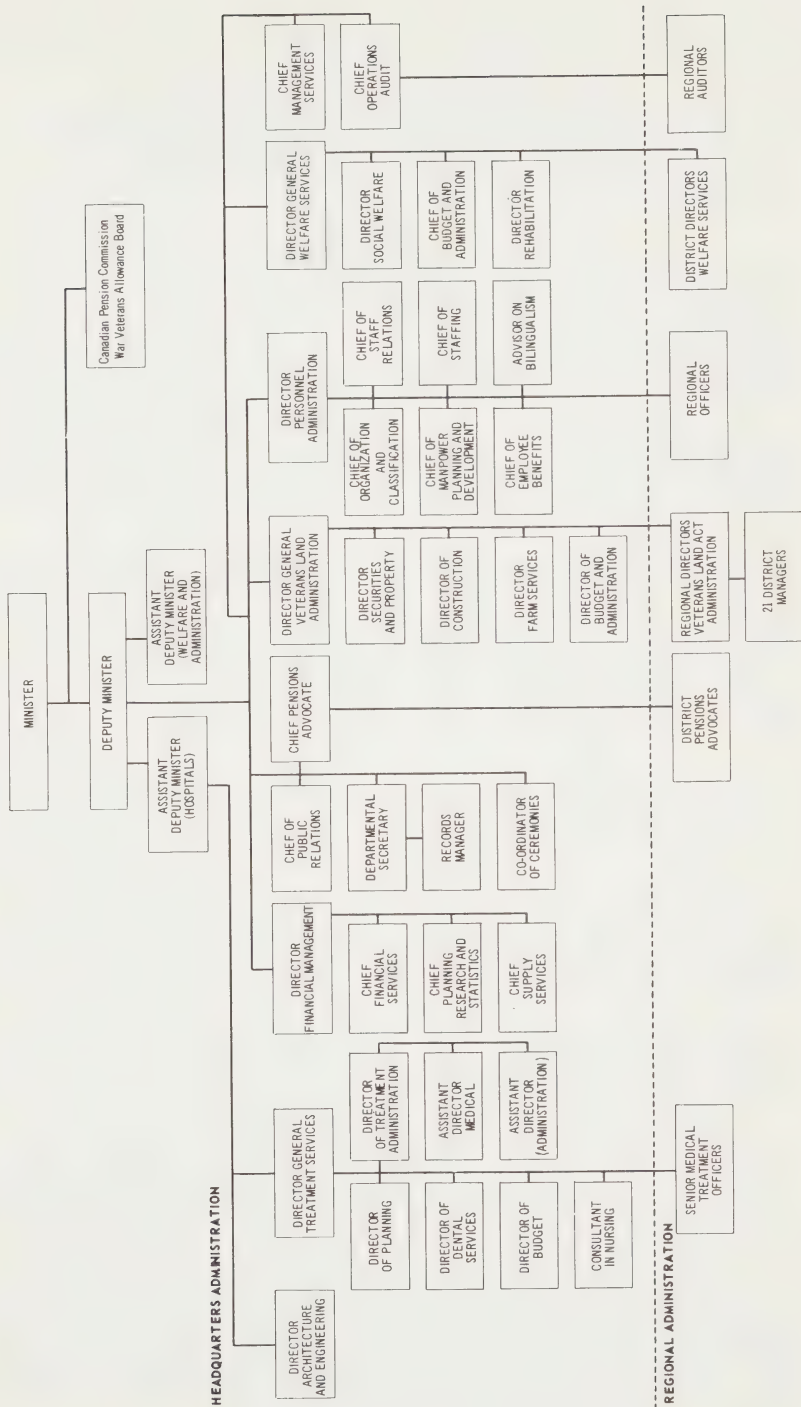 MINISTER
Canadian Pension Commission
War Veterans Allowance Board
DEPUTY MINISTER
ASSISTANT
DEPUTY MINISTER
(HOSPITALS)
ASSISTANT
DEPUTY MINISTER
(WELFARE AND
ADMINISTRATION)
HEADQUARTERS ADMINISTRATION
DIRECTOR
ARCHITECTURE
AND ENGINEERING
DIRECTOR GENERAL
TREATMENT SERVICES
DIRECTOR
OF PLANNING
DIRECTOR OF
DENTAL
SERVICES
DIRECTOR OF
BUDGET
CONSULTANT
IN NURSING
DIRECTOR
OF TREATMENT
ADMINISTRATION
ASSISTANT
DIRECTOR
MEDICAL
ASSISTANT
DIRECTOR
(ADMINISTRATION)
DIRECTOR
FINANCIAL MANAGEMENT
CHIEF
FINANCIAL
SERVICES
CHIEF
PLANNING
RESEARCH AND
STATISTICS
CHIEF
SUPPLY
SERVICES
CHEF OF
PUBLIC
RELATIONS
DEPARTMENTAL
SECRETARY
RECORDS
MANAGER
CO-ORDINATOR
OF CEREMONIES
CHIEF PENSIONS
ADVOCATE
DIRECTOR GENERAL
VETERANS LAND
ADMINISTRATION
DIRECTOR
SECURITIES
AND PROPERTY
DIRECTOR OF
CONSTRUCTION
DIRECTOR
FARM SERVICES
DIRECTOR OF
BUDGET AND
ADMINISTRATION
DIRECTOR
PERSONNEL
ADMINISTRATION
CHIEF OF
ORGANIZATION
AND
CLASSIFICATION
CHIEF OF
MANPOWER
PLANNING AND
DEVELOPMENT
CHIEF OF
EMPLOYEE
BENEFITS
CHIEF OF
STAFF
RELATIONS
CHIEF OF
STAFFING
ADVISOR ON
BILINGUALISM
DIRECTOR GENERAL
WELFARE SERVICES
DIRECTOR
SOCIAL WELFARE
CHIEF OF
BUDGET AND
ADMINISTRATION
DIRECTOR
REHABILITATION
CHIEF
MANAGEMENT
SERVICES
CHIEF
OPERATIONS
AUDIT
REGIONAL ADMINISTRATION
SENIOR MEDICAL
TREATMENT
OFFICERS
DISTRICT
PENSIONS
ADVOCATES
REGIONAL DIRECTORS
VETERANS LAND ACT
ADMINISTRATION
21 DISTRICT
MANAGERS
REGIONAL
OFFICERS
DISTRICT DIRECTORS
WELFARE SERVICES
REGIONAL
AUDITORS